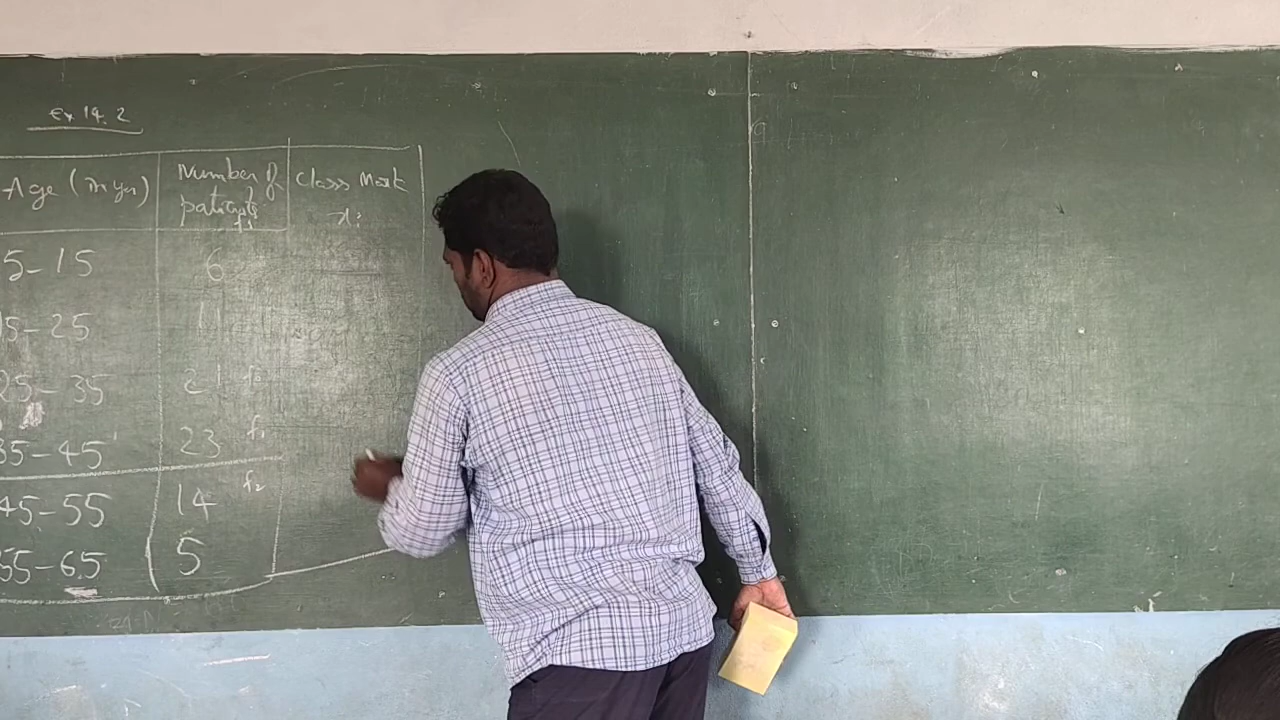 Ex 14.2
Age (in yrs) Number of patients fi Class Mark xi
5-15 6
15-25 11
25-35 21 f0
35-45 23 f1
45-55 14 f2
55-65 5